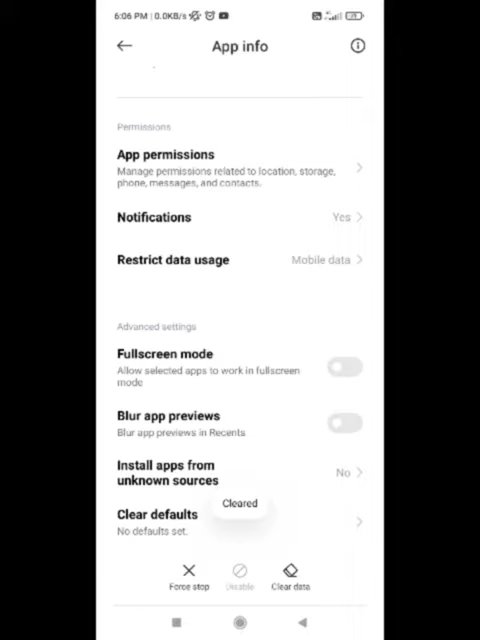 6:06 PM | 0.0KB/s
App info
Permissions
App permissions
Manage permissions related to location, storage,
phone, messages, and contacts.
Notifications
Yes
Restrict data usage
Mobile data
Advanced settings
Fullscreen mode
Allow selected apps to work in fullscreen
mode
Blur app previews
Blur app previews in Recents
Install apps from
unknown sources
No
Cleared
Clear defaults
No defaults set.
Force stop
Disable
Clear data